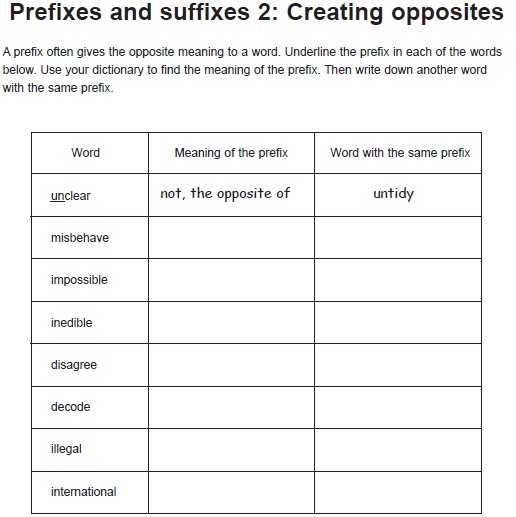 Prefixes and suffixes 2: Creating opposites
A prefix often gives the opposite meaning to a word. Underline the prefix in each of the words
below. Use your dictionary to find the meaning of the prefix. Then write down another word
with the same prefix.
Word Meaning of the prefix Word with the same prefix
unclear not, the opposite of untidy
misbehave
impossible
inedible
disagree
decode
illegal
international